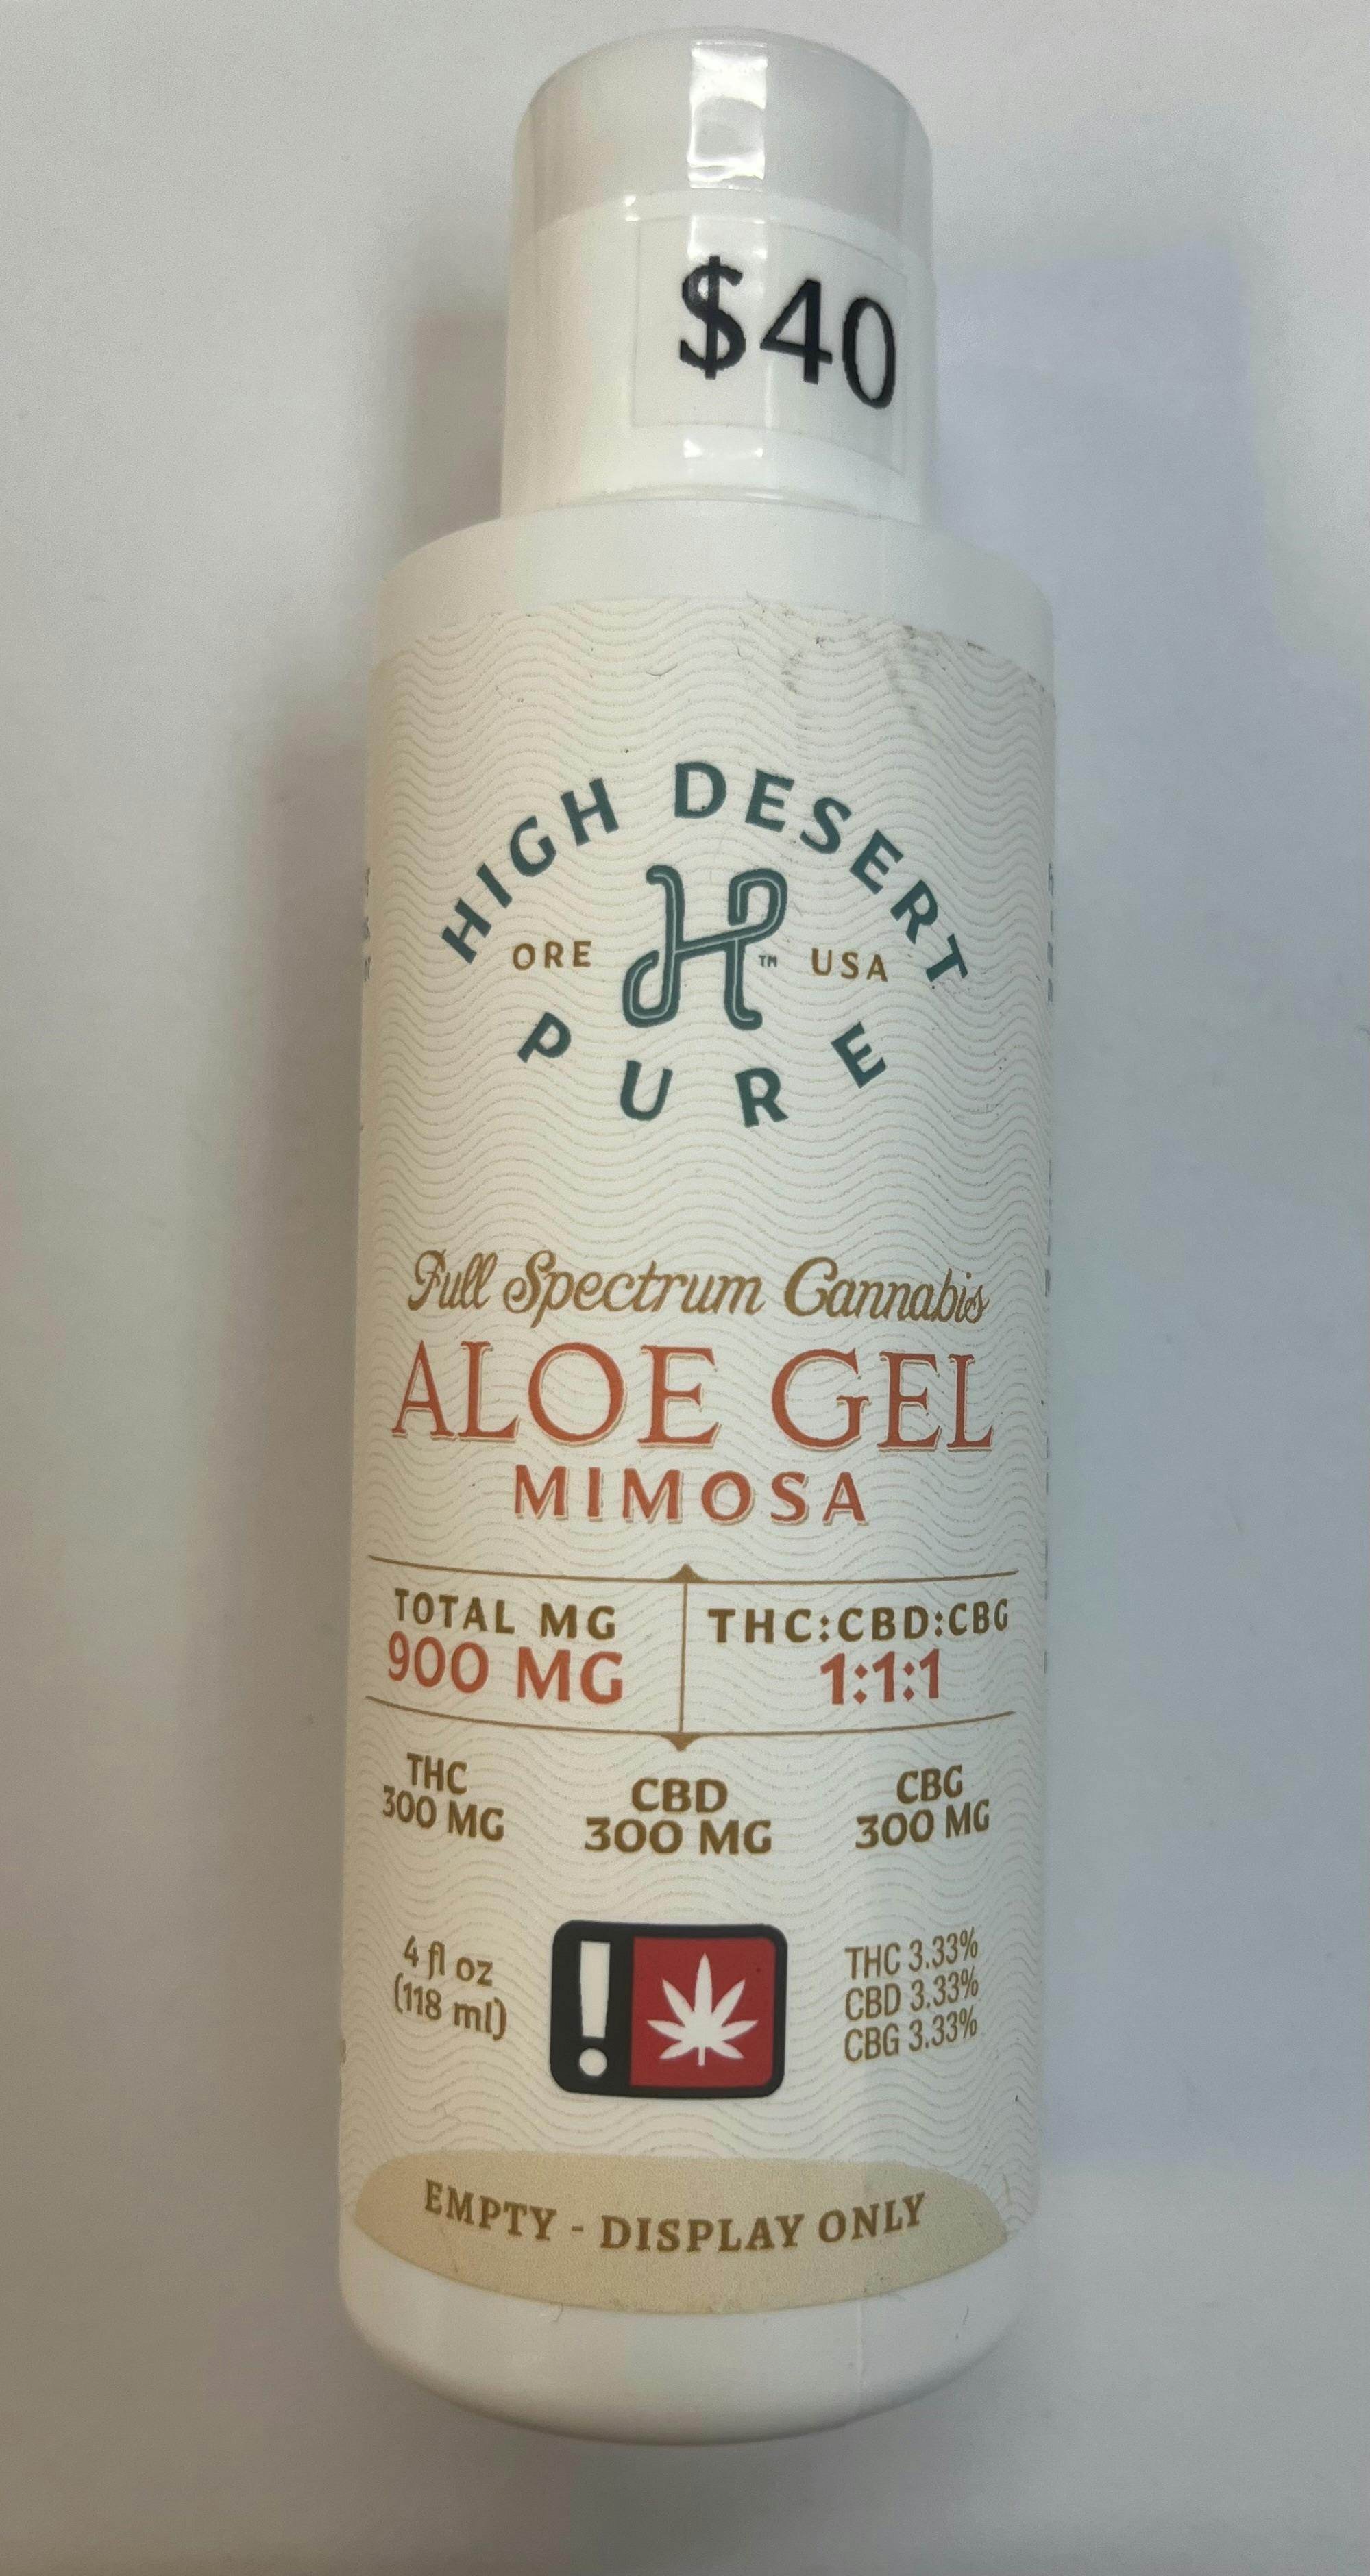 $40
HIGH DESERT
ORE H™ USA
PURE
Full Spectrum Cannabis
ALOE GEL
MIMOSA
TOTAL MG
900 MG
THC:CBD:CBG
1:1:1
THC
300 MG
CBD
300 MG
CBG
300 MG
4 fl oz
(118 ml)
!
THC 3.33%
CBD 3.33%
CBG 3.33%
EMPTY - DISPLAY ONLY